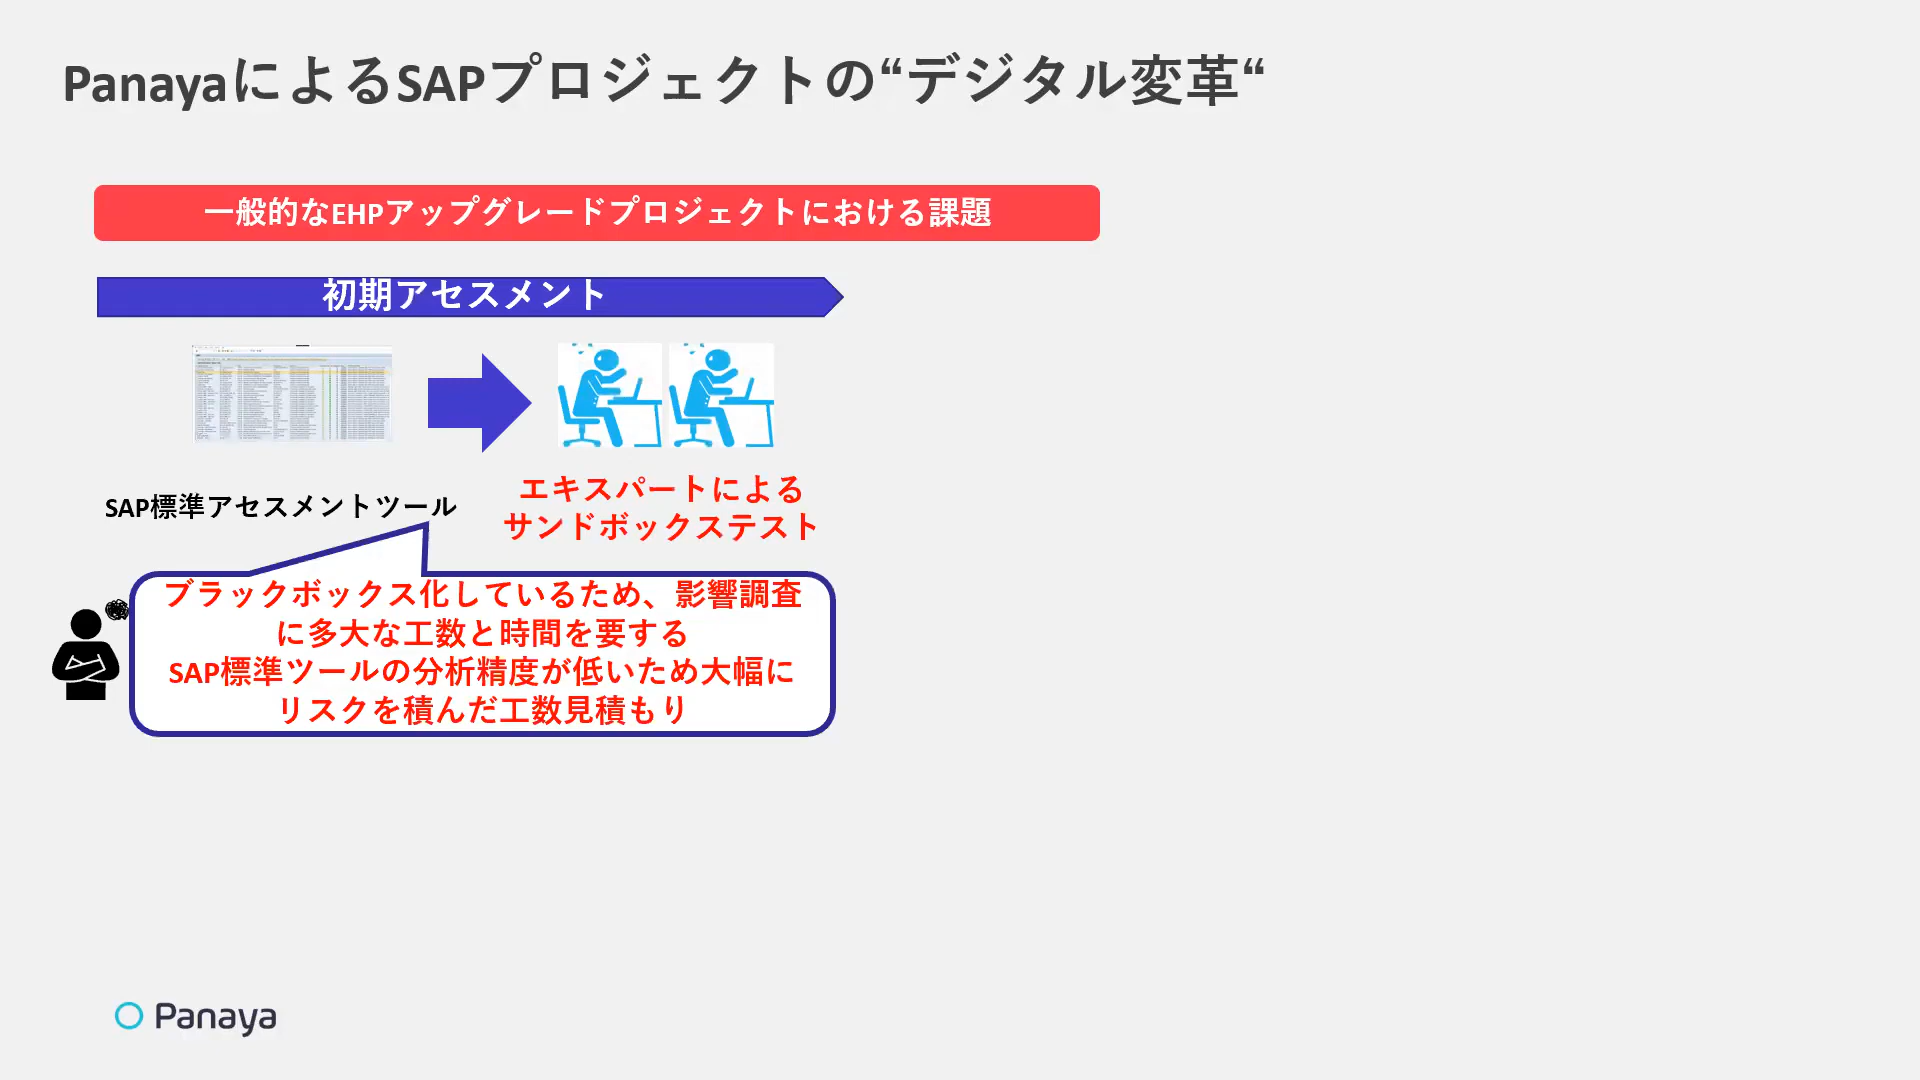 PanayaによるSAPプロジェクトの“デジタル変革“
一般的なEHPアップグレードプロジェクトにおける課題
初期アセスメント
SAP標準アセスメントツール
エキスパートによる
サンドボックステスト
ブラックボックス化しているため、影響調査
に多大な工数と時間を要する
SAP標準ツールの分析精度が低いため大幅に
リスクを積んだ工数見積もり
Panaya